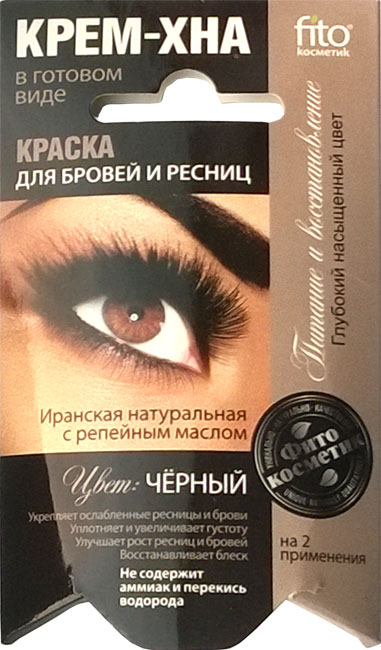 КРЕМ-ХНА
В ГОТОВОМ
ВИДЕ
fito
косметик
КРАСКА
ДЛЯ БРОВЕЙ И РЕСНИЦ
Питание и восстановление
Глубокий насыщенный цвет
Иранская натуральная
с репейным маслом
Фито
косметик
Цвет: ЧЁРНЫЙ
Укрепляет ослабленные ресницы и брови
Уплотняет и увеличивает густоту
Улучшает рост ресниц и бровей
Восстанавливает блеск
на 2
применения
Не содержит
аммиак и перекись
водорода